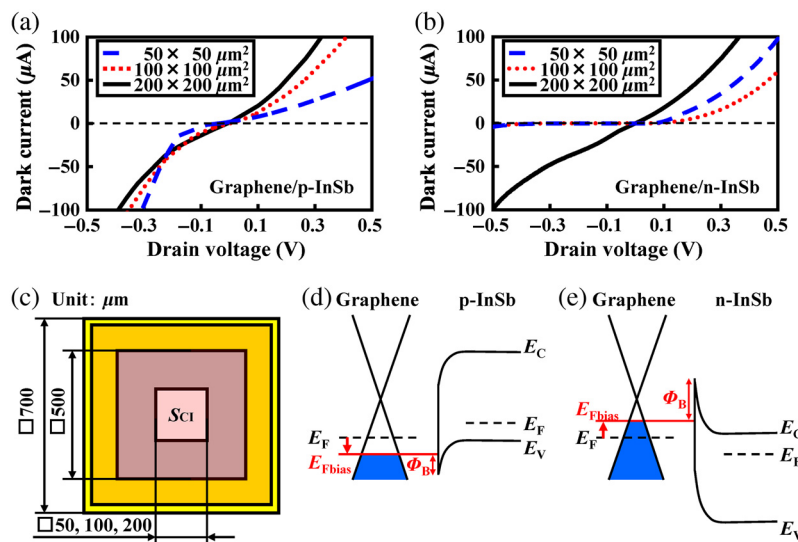 (a)
100
50
0
−50
−100
Dark current (μA)
50 × 50 μm²
100 × 100 μm²
200 × 200 μm²
Graphene/p-InSb
−0.5 −0.3 −0.1 0.1 0.3 0.5
Drain voltage (V)
(b)
100
50
0
−50
−100
Dark current (μA)
50 × 50 μm²
100 × 100 μm²
200 × 200 μm²
Graphene/n-InSb
−0.5 −0.3 −0.1 0.1 0.3 0.5
Drain voltage (V)
(c) Unit: μm
□700
□500
SCI
□50, 100, 200
(d) Graphene p-InSb
EC
EF
EF
EV
EFbias
ΦB
(e) Graphene n-InSb
ΦB
EFbias
EF
EC
EF
EV